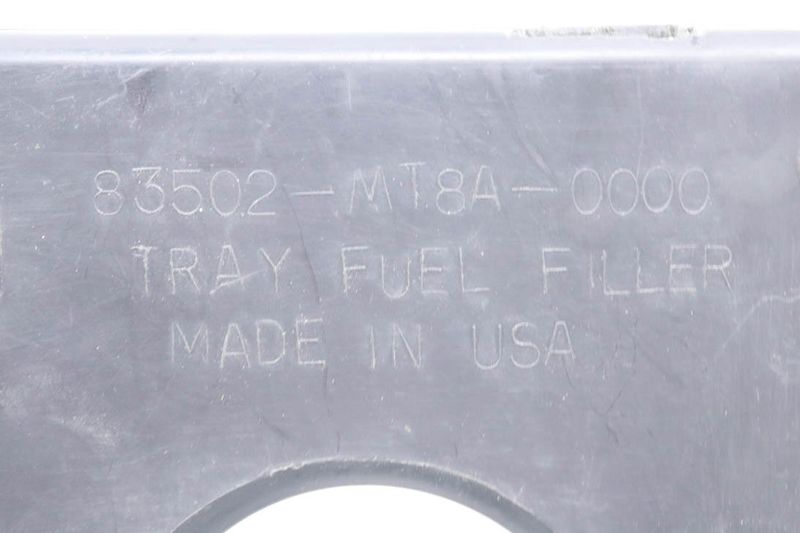 83502-MT8A-0000
TRAY FUEL FILLER
MADE IN USA